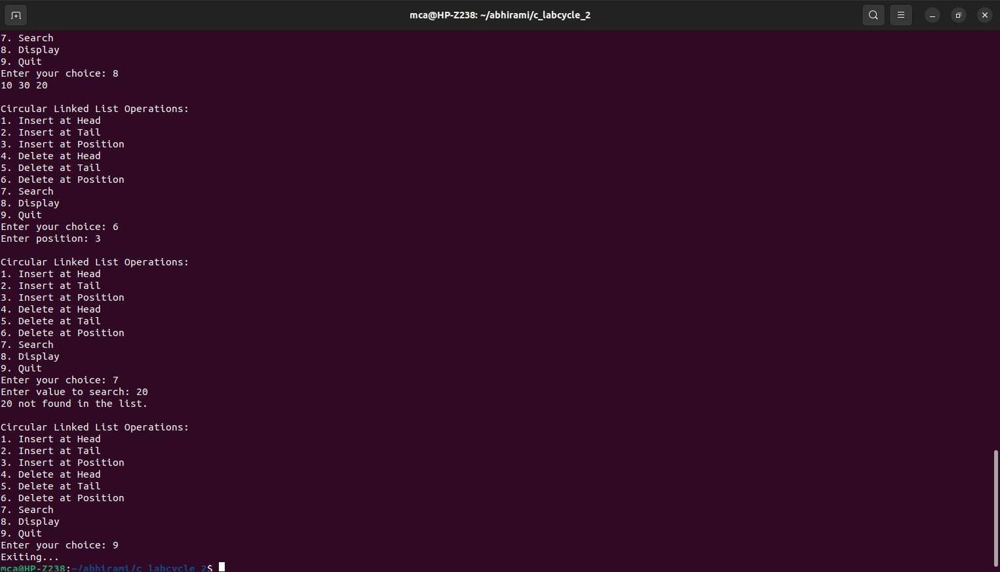 mca@HP-Z238: ~/abhirami/c_labcycle_2
7. Search
8. Display
9. Quit
Enter your choice: 8
10 30 20
Circular Linked List Operations:
1. Insert at Head
2. Insert at Tail
3. Insert at Position
4. Delete at Head
5. Delete at Tail
6. Delete at Position
7. Search
8. Display
9. Quit
Enter your choice: 6
Enter position: 3
Circular Linked List Operations:
1. Insert at Head
2. Insert at Tail
3. Insert at Position
4. Delete at Head
5. Delete at Tail
6. Delete at Position
7. Search
8. Display
9. Quit
Enter your choice: 7
Enter value to search: 20
20 not found in the list.
Circular Linked List Operations:
1. Insert at Head
2. Insert at Tail
3. Insert at Position
4. Delete at Head
5. Delete at Tail
6. Delete at Position
7. Search
8. Display
9. Quit
Enter your choice: 9
Exiting...
mca@HP-Z238:~/abhirami/c_labcycle_2$